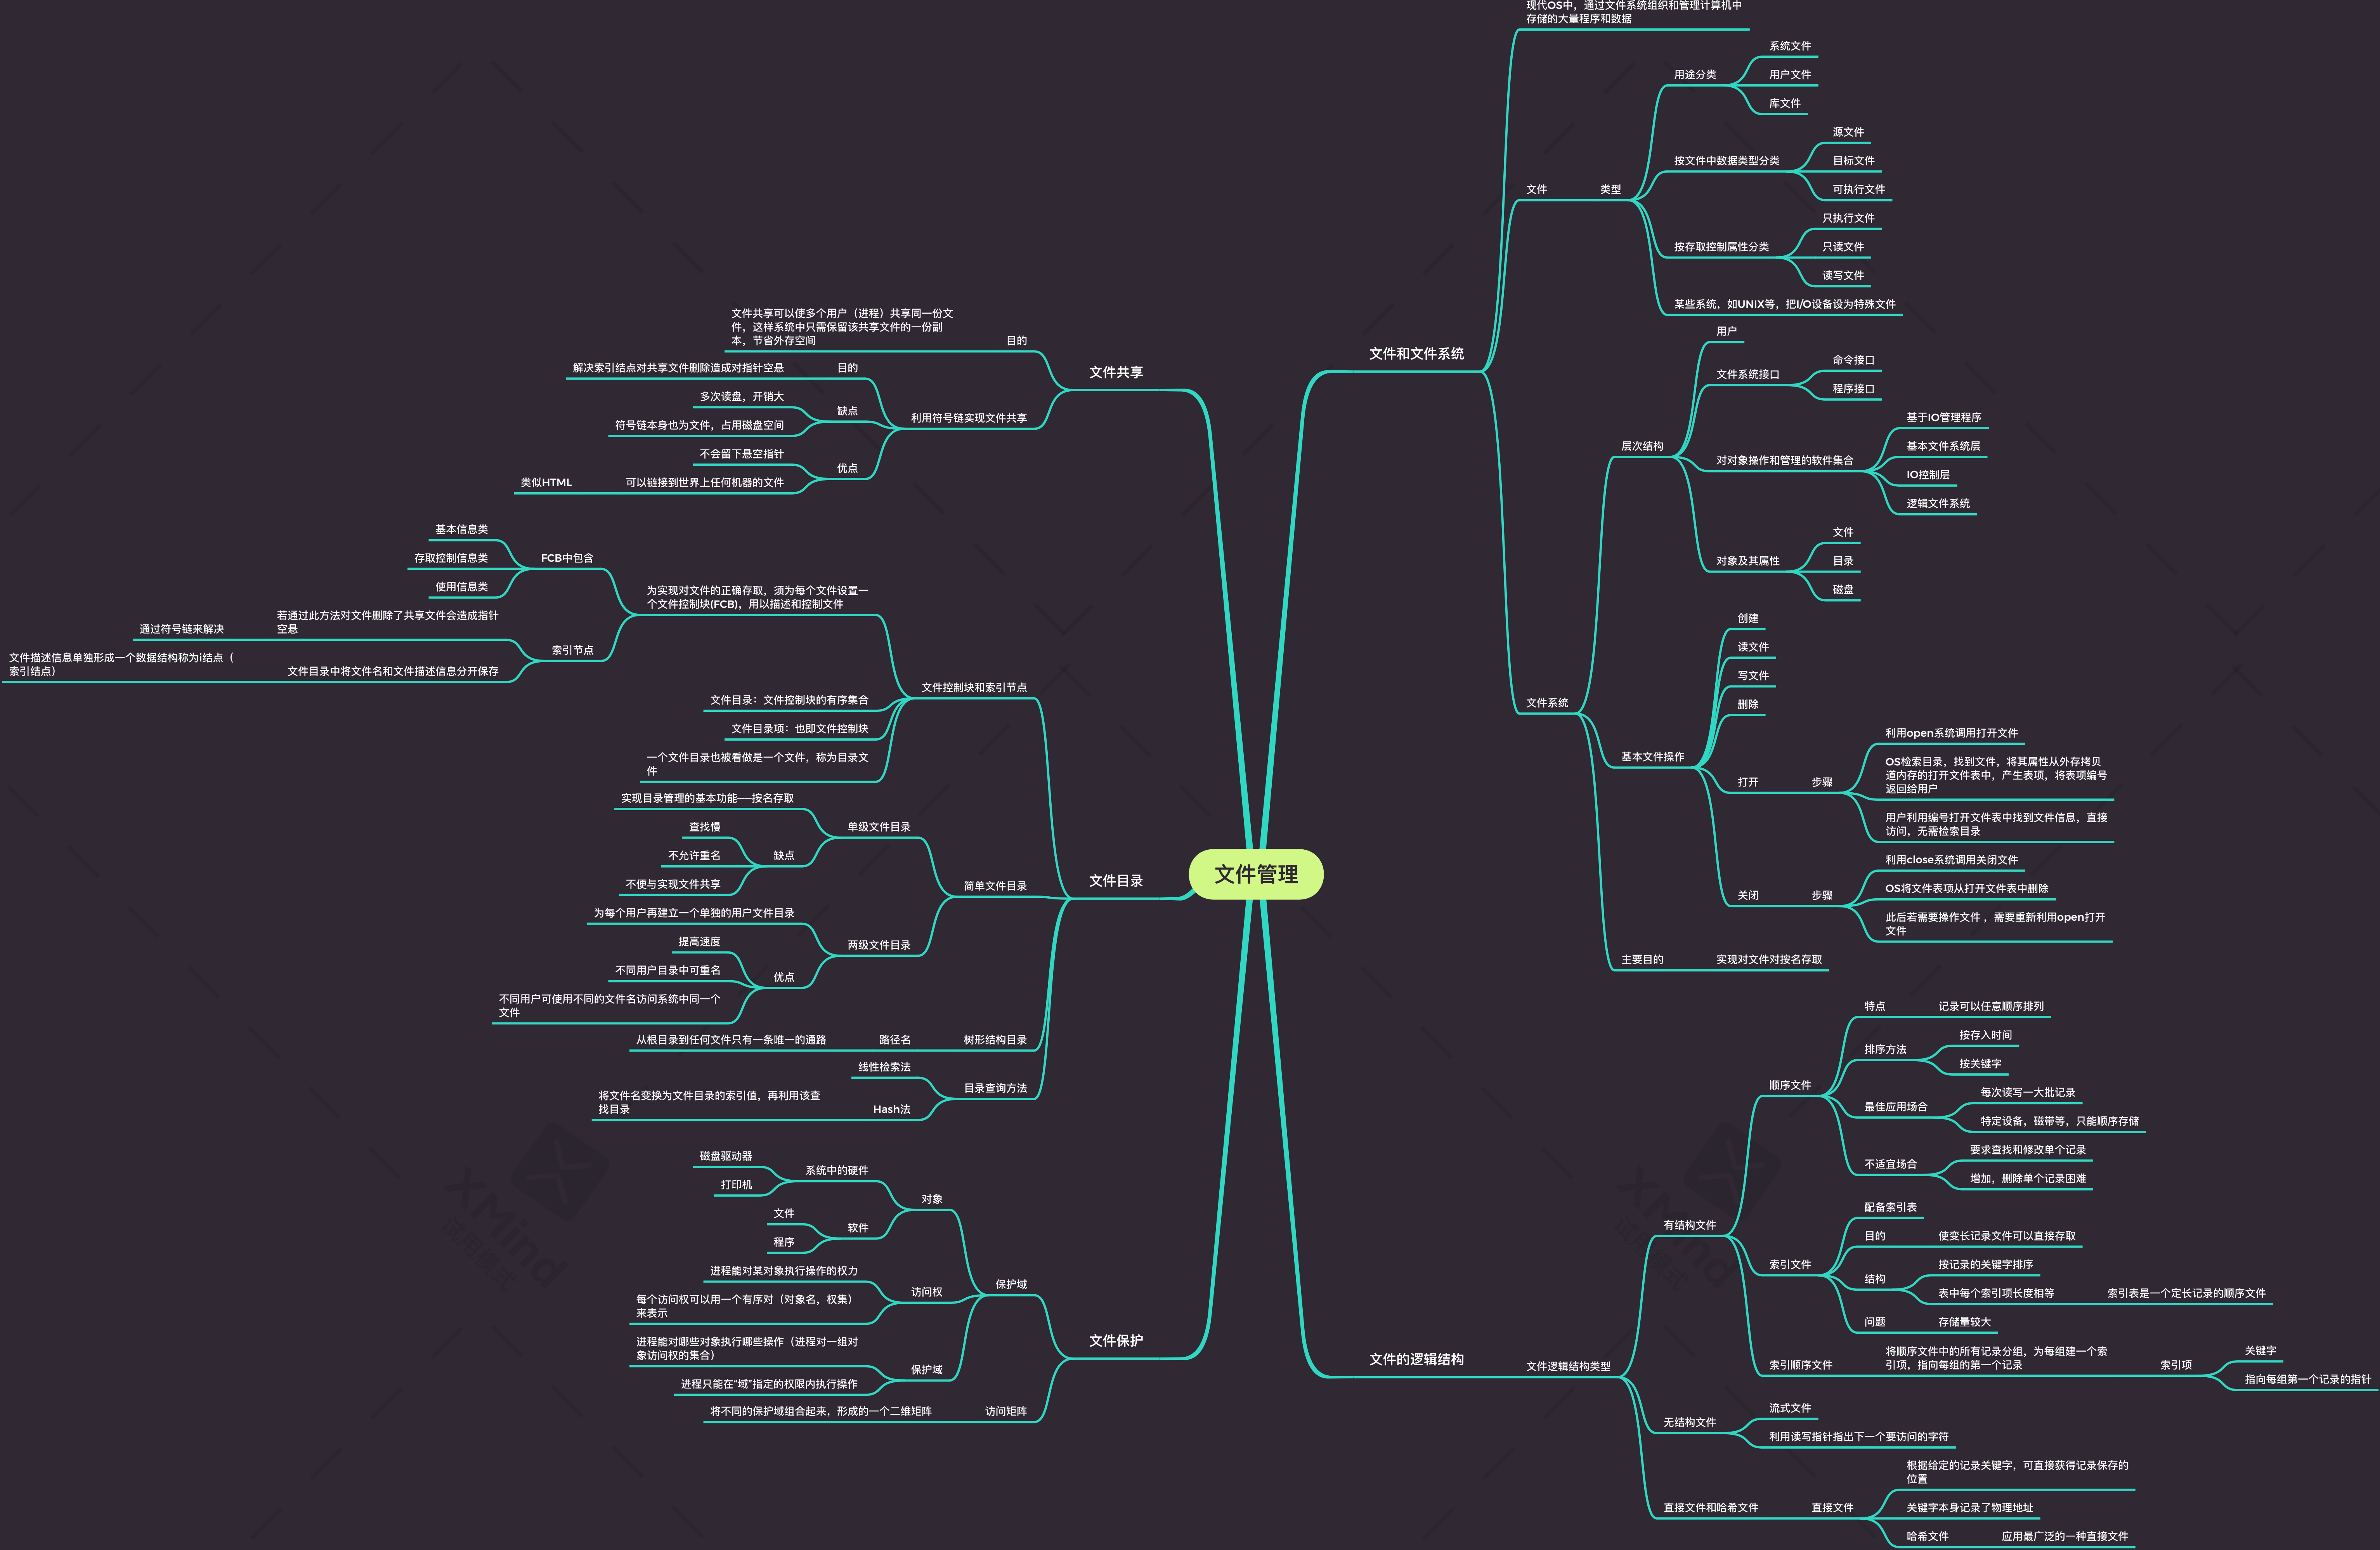 文件管理
文件和文件系统
现代OS中，通过文件系统组织和管理计算机中
存储的大量程序和数据
文件
类型
用途分类
系统文件
用户文件
库文件
按文件中数据类型分类
源文件
目标文件
可执行文件
按存取控制属性分类
只执行文件
只读文件
读写文件
某些系统，如UNIX等，把I/O设备设为特殊文件
文件系统
层次结构
用户
文件系统接口
命令接口
程序接口
对对象操作和管理的软件集合
基于IO管理程序
基本文件系统层
IO控制层
逻辑文件系统
对象及其属性
文件
目录
磁盘
基本文件操作
创建
读文件
写文件
删除
打开
步骤
利用open系统调用打开文件
OS检索目录，找到文件，将其属性从外存拷贝
道内存的打开文件表中，产生表项，将表项编号
返回给用户
用户利用编号打开文件表中找到文件信息，直接
访问，无需检索目录
关闭
步骤
利用close系统调用关闭文件
OS将文件表项从打开文件表中删除
此后若需要操作文件 ，需要重新利用open打开
文件
主要目的
实现对文件对按名存取
文件的逻辑结构
文件逻辑结构类型
有结构文件
顺序文件
特点
记录可以任意顺序排列
排序方法
按存入时间
按关键字
最佳应用场合
每次读写一大批记录
特定设备，磁带等，只能顺序存储
不适宜场合
要求查找和修改单个记录
增加，删除单个记录困难
索引文件
配备索引表
目的
使变长记录文件可以直接存取
结构
按记录的关键字排序
表中每个索引项长度相等
索引表是一个定长记录的顺序文件
问题
存储量较大
索引顺序文件
将顺序文件中的所有记录分组，为每组建一个索
引项，指向每组的第一个记录
索引项
关键字
指向每组第一个记录的指针
无结构文件
流式文件
利用读写指针指出下一个要访问的字符
直接文件和哈希文件
直接文件
根据给定的记录关键字，可直接获得记录保存的
位置
关键字本身记录了物理地址
哈希文件
应用最广泛的一种直接文件
文件共享
目的
文件共享可以使多个用户（进程）共享同一份文
件，这样系统中只需保留该共享文件的一份副
本，节省外存空间
利用符号链实现文件共享
目的
解决索引结点对共享文件删除造成对指针空悬
缺点
多次读盘，开销大
符号链本身也为文件，占用磁盘空间
优点
不会留下悬空指针
可以链接到世界上任何机器的文件
类似HTML
文件目录
文件控制块和索引节点
为实现对文件的正确存取，须为每个文件设置一
个文件控制块(FCB)，用以描述和控制文件
FCB中包含
基本信息类
存取控制信息类
使用信息类
索引节点
若通过此方法对文件删除了共享文件会造成指针
空悬
通过符号链来解决
文件目录中将文件名和文件描述信息分开保存
文件描述信息单独形成一个数据结构称为i结点（
索引结点）
文件目录：文件控制块的有序集合
文件目录项：也即文件控制块
一个文件目录也被看做是一个文件，称为目录文
件
简单文件目录
单级文件目录
实现目录管理的基本功能——按名存取
缺点
查找慢
不允许重名
不便与实现文件共享
两级文件目录
为每个用户再建立一个单独的用户文件目录
优点
提高速度
不同用户目录中可重名
不同用户可使用不同的文件名访问系统中同一个
文件
树形结构目录
路径名
从根目录到任何文件只有一条唯一的通路
目录查询方法
线性检索法
Hash法
将文件名变换为文件目录的索引值，再利用该查
找目录
文件保护
保护域
对象
系统中的硬件
磁盘驱动器
打印机
软件
文件
程序
访问权
进程能对某对象执行操作的权力
每个访问权可以用一个有序对（对象名，权集）
来表示
保护域
进程能对哪些对象执行哪些操作（进程对一组对
象访问权的集合）
进程只能在“域”指定的权限内执行操作
访问矩阵
将不同的保护域组合起来，形成的一个二维矩阵
XMind
试用模式
XMind
试用模式